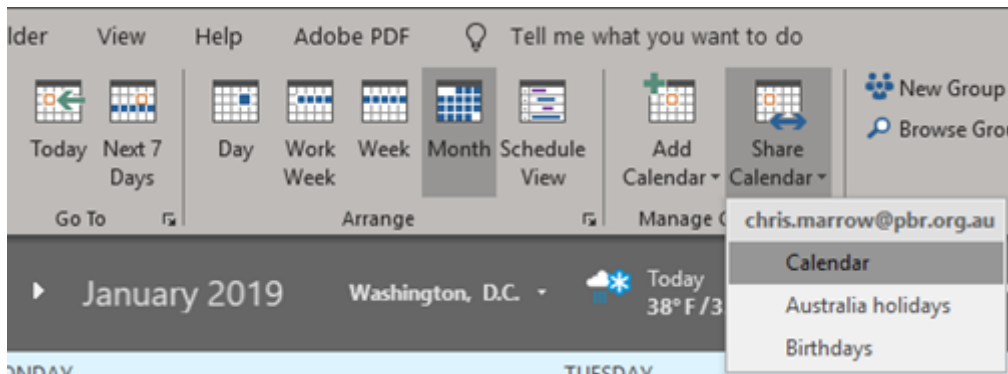 lder View Help Adobe PDF Tell me what you want to do
Today Next 7 Days Day Work Week Week Month Schedule View Add Calendar Share Calendar New Group
Browse Gro
Go To Arrange Manage C
chris.marrow@pbr.org.au
Calendar
Australia holidays
Birthdays
January 2019 Washington, D.C. Today
38°F/3
ONDAY TUESDAY